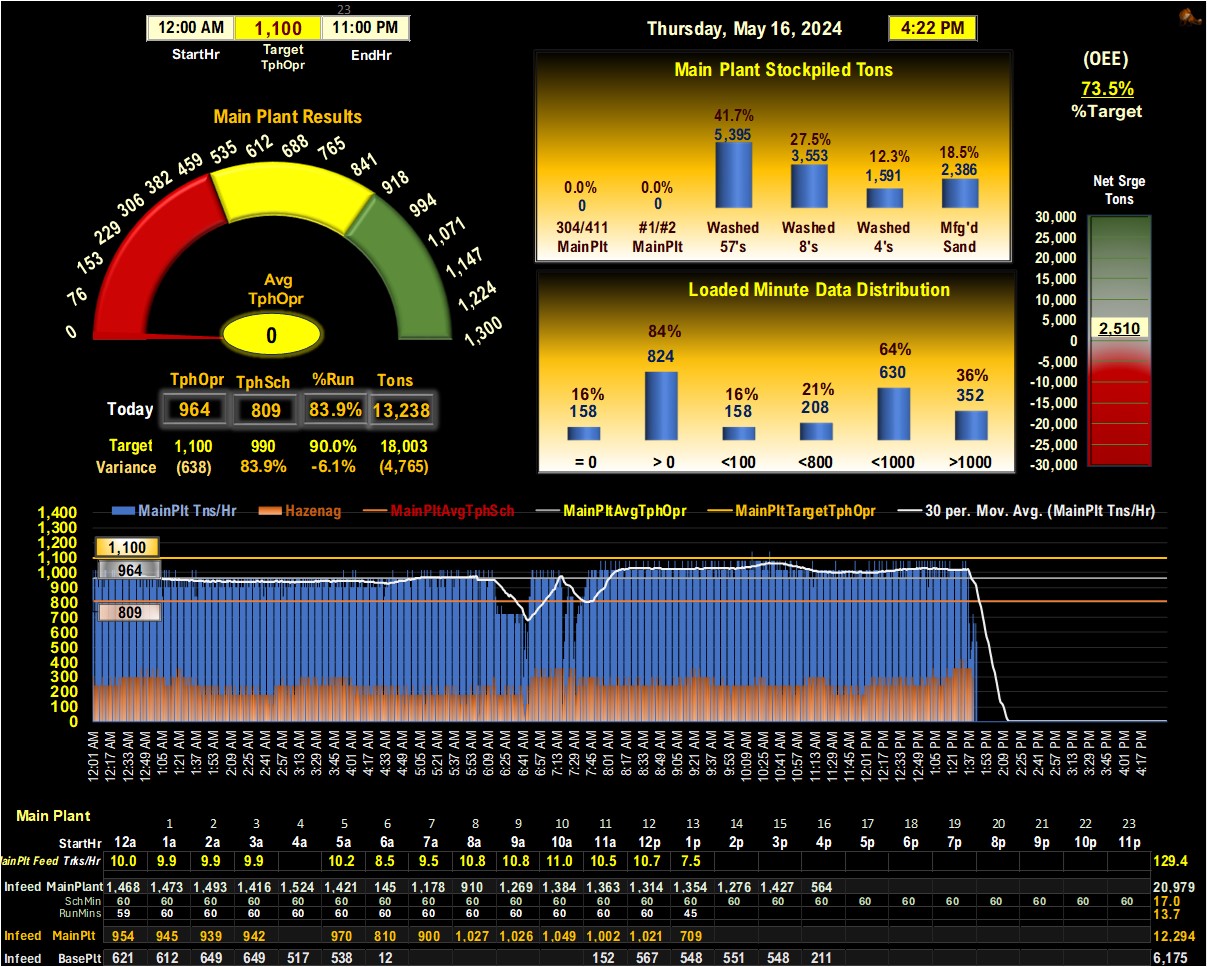 23
12:00 AM 1,100 11:00 PM
StartHr Target TphOpr EndHr
Thursday, May 16, 2024 4:22 PM
(OEE)
73.5%
%Target
Main Plant Results
0 76 153 229 306 382 459 535 612 688 765 841 918 994 1,071 1,147 1,224 1,300
Avg
TphOpr
0
TphOpr TphSch %Run Tons
Today 964 809 83.9% 13,238
Target 1,100 990 90.0% 18,003
Variance (638) 83.9% -6.1% (4,765)
Main Plant Stockpiled Tons
0.0% 0.0% 41.7% 27.5% 12.3% 18.5%
0 0 5,395 3,553 1,591 2,386
304/411 #1/#2 Washed Washed Washed Mfg'd
MainPlt MainPlt 57's 8's 4's Sand
Loaded Minute Data Distribution
16% 84% 16% 21% 64% 36%
158 824 158 208 630 352
= 0 > 0 <100 <800 <1000 >1000
Net Srge
Tons
30,000
25,000
20,000
15,000
10,000
5,000
2,510
0
-5,000
-10,000
-15,000
-20,000
-25,000
-30,000
MainPlt Tns/Hr Hazenag MainPltAvgTphSch MainPltAvgTphOpr MainPltTargetTphOpr 30 per. Mov. Avg. (MainPlt Tns/Hr)
1,400
1,300
1,200
1,100
1,000
900
800
700
600
500
400
300
200
100
0
1,100
964
809
12:01 AM 12:17 AM 12:33 AM 12:49 AM 1:05 AM 1:21 AM 1:37 AM 1:53 AM 2:09 AM 2:25 AM 2:41 AM 2:57 AM 3:13 AM 3:29 AM 3:45 AM 4:01 AM 4:17 AM 4:33 AM 4:49 AM 5:05 AM 5:21 AM 5:37 AM 5:53 AM 6:09 AM 6:25 AM 6:41 AM 6:57 AM 7:13 AM 7:29 AM 7:45 AM 8:01 AM 8:17 AM 8:33 AM 8:49 AM 9:05 AM 9:21 AM 9:37 AM 9:53 AM 10:09 AM 10:25 AM 10:41 AM 10:57 AM 11:13 AM 11:29 AM 11:45 AM 12:01 PM 12:17 PM 12:33 PM 12:49 PM 1:05 PM 1:21 PM 1:37 PM 1:53 PM 2:09 PM 2:25 PM 2:41 PM 2:57 PM 3:13 PM 3:29 PM 3:45 PM 4:01 PM 4:17 PM
Main Plant
1 2 3 4 5 6 7 8 9 10 11 12 13 14 15 16 17 18 19 20 21 22 23
StartHr 12a 1a 2a 3a 4a 5a 6a 7a 8a 9a 10a 11a 12p 1p 2p 3p 4p 5p 6p 7p 8p 9p 10p 11p
MainPlt Feed Trks/Hr 10.0 9.9 9.9 9.9 10.2 8.5 9.5 10.8 10.8 11.0 10.5 10.7 7.5 129.4
Infeed MainPlant 1,468 1,473 1,493 1,416 1,524 1,421 145 1,178 910 1,269 1,384 1,363 1,314 1,354 1,276 1,427 564 20,979
SchMin 60 60 60 60 60 60 60 60 60 60 60 60 60 60 60 60 60 60 60 60 60 60 60 60 17.0
RunMins 59 60 60 60 60 60 60 60 60 60 60 60 45 13.7
Infeed MainPlt 954 945 939 942 970 810 900 1,027 1,026 1,049 1,002 1,021 709 12,294
Infeed BasePlt 621 612 649 649 517 538 12 152 567 548 551 548 211 6,175